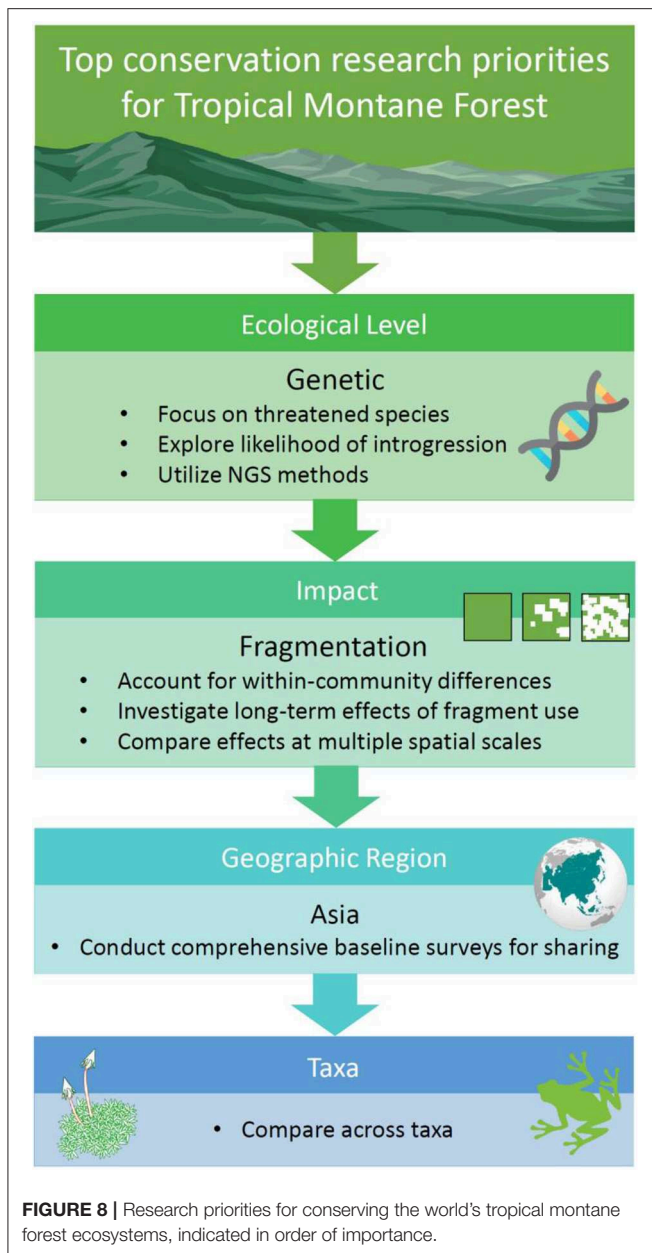 Top conservation research priorities
for Tropical Montane Forest
Ecological Level
Genetic
• Focus on threatened species
• Explore likelihood of introgression
• Utilize NGS methods
Impact
Fragmentation
• Account for within-community differences
• Investigate long-term effects of fragment use
• Compare effects at multiple spatial scales
Geographic Region
Asia
• Conduct comprehensive baseline surveys for sharing
Taxa
• Compare across taxa
FIGURE 8 | Research priorities for conserving the world's tropical montane
forest ecosystems, indicated in order of importance.